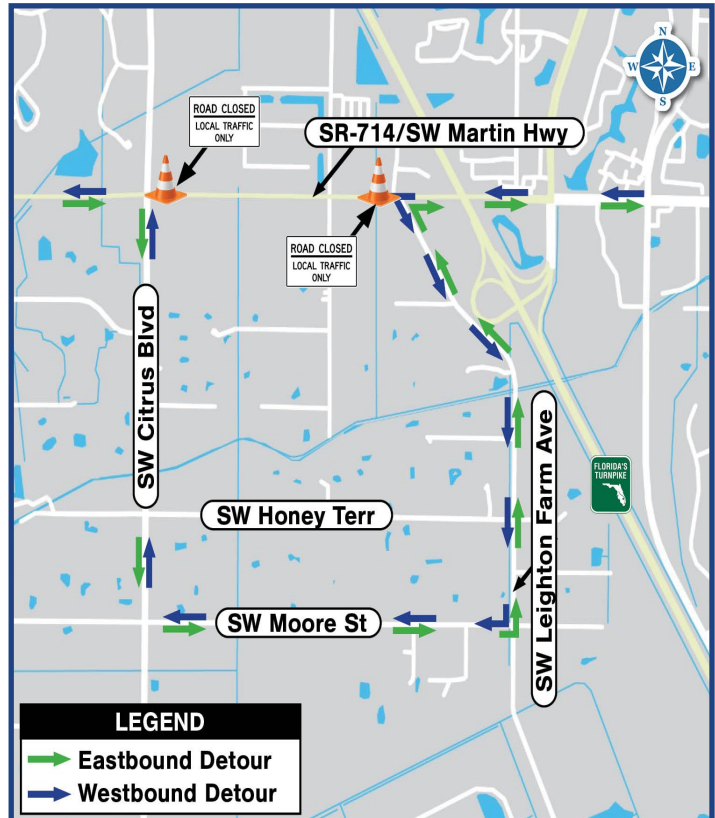 N
W E
S
ROAD CLOSED
LOCAL TRAFFIC
ONLY
SR-714/SW Martin Hwy
ROAD CLOSED
LOCAL TRAFFIC
ONLY
SW Citrus Blvd
FLORIDA'S
TURNPIKE
SW Honey Terr
SW Leighton Farm Ave
SW Moore St
LEGEND
Eastbound Detour
Westbound Detour